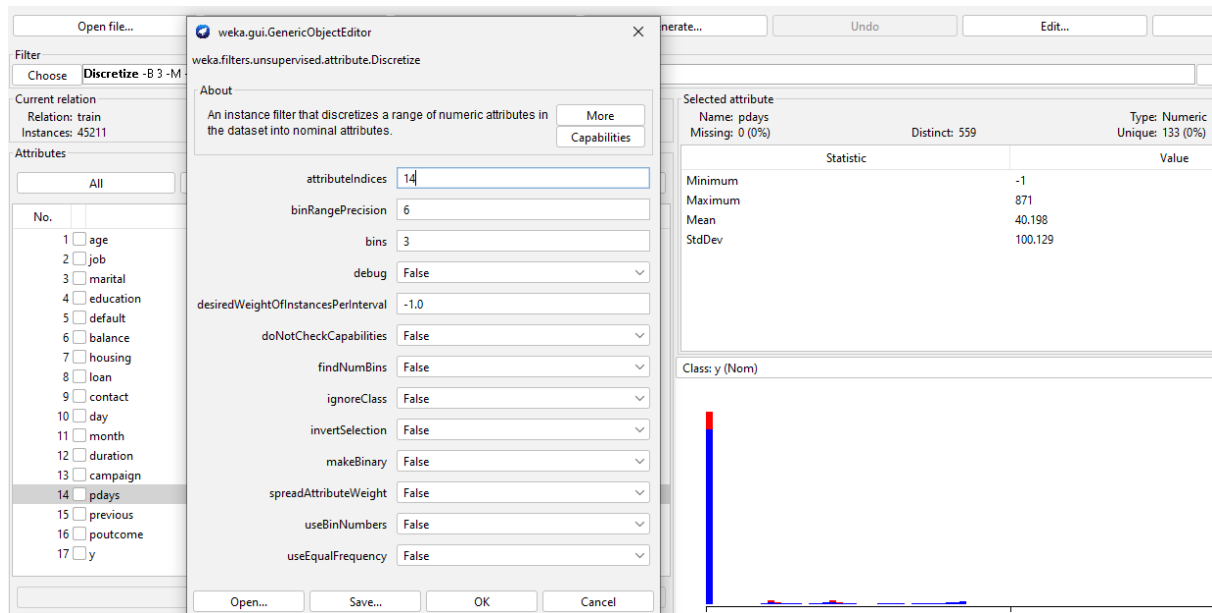 Open file...
nerate...
Undo
Edit...
Filter
Choose Discretize -B 3 -M -
Current relation
Relation: train
Instances: 45211
Attributes
All
No.
1 age
2 job
3 marital
4 education
5 default
6 balance
7 housing
8 loan
9 contact
10 day
11 month
12 duration
13 campaign
14 pdays
15 previous
16 poutcome
17 y
weka.gui.GenericObjectEditor
weka.filters.unsupervised.attribute.Discretize
About
An instance filter that discretizes a range of numeric attributes in
the dataset into nominal attributes.
More
Capabilities
attributeIndices 14
binRangePrecision 6
bins 3
debug False
desiredWeightOfInstancesPerInterval -1.0
doNotCheckCapabilities False
findNumBins False
ignoreClass False
invertSelection False
makeBinary False
spreadAttributeWeight False
useBinNumbers False
useEqualFrequency False
Open... Save... OK Cancel
Selected attribute
Name: pdays Type: Numeric
Missing: 0 (0%) Distinct: 559 Unique: 133 (0%)
Statistic Value
Minimum -1
Maximum 871
Mean 40.198
StdDev 100.129
Class: y (Nom)